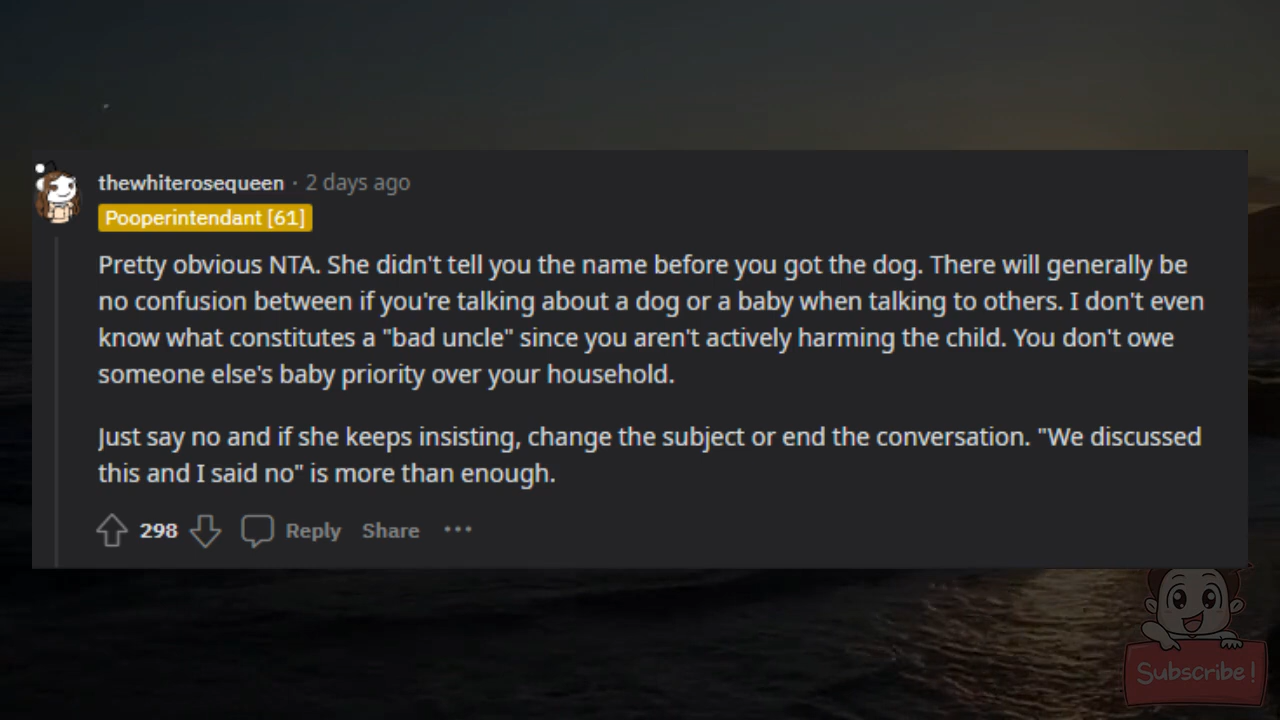 thewhiterosequeen · 2 days ago
Pooperintendant [61]
Pretty obvious NTA. She didn't tell you the name before you got the dog. There will generally be
no confusion between if you're talking about a dog or a baby when talking to others. I don't even
know what constitutes a "bad uncle" since you aren't actively harming the child. You don't owe
someone else's baby priority over your household.
Just say no and if she keeps insisting, change the subject or end the conversation. "We discussed
this and I said no" is more than enough.
298 Reply Share ···
Subscribe!